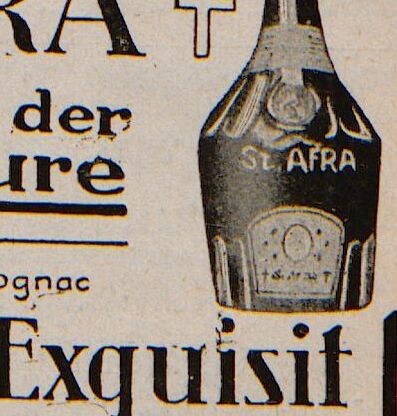 RA
der
ure
St. AFRA
ognac
Exquisit